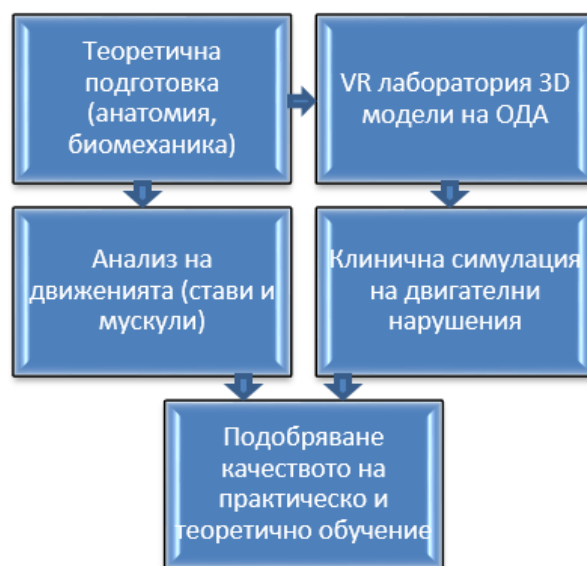 Теоретична
подготовка
(анатомия,
биомеханика)
VR лаборатория 3D
модели на ОДА
Анализ на
движенията (стави и
мускули)
Клинична симулация
на двигателни
нарушения
Подобряване
качеството на
практическо и
теоретично обучение